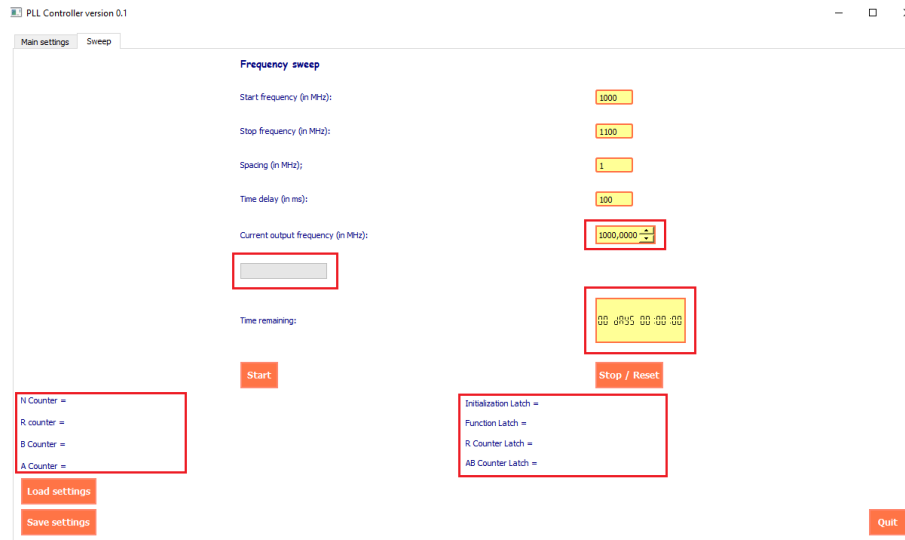 PLL Controller version 0.1
Main settings Sweep
Frequency sweep
Start frequency (in MHz): 1000
Stop frequency (in MHz): 1100
Spacing (in MHz); 1
Time delay (in ms): 100
Current output frequency (in MHz): 1000,0000
Time remaining: 00 dAYS 00:00:00
Start Stop / Reset
N Counter =
R counter =
B Counter =
A Counter =
Initialization Latch =
Function Latch =
R Counter Latch =
AB Counter Latch =
Load settings
Save settings
Quit